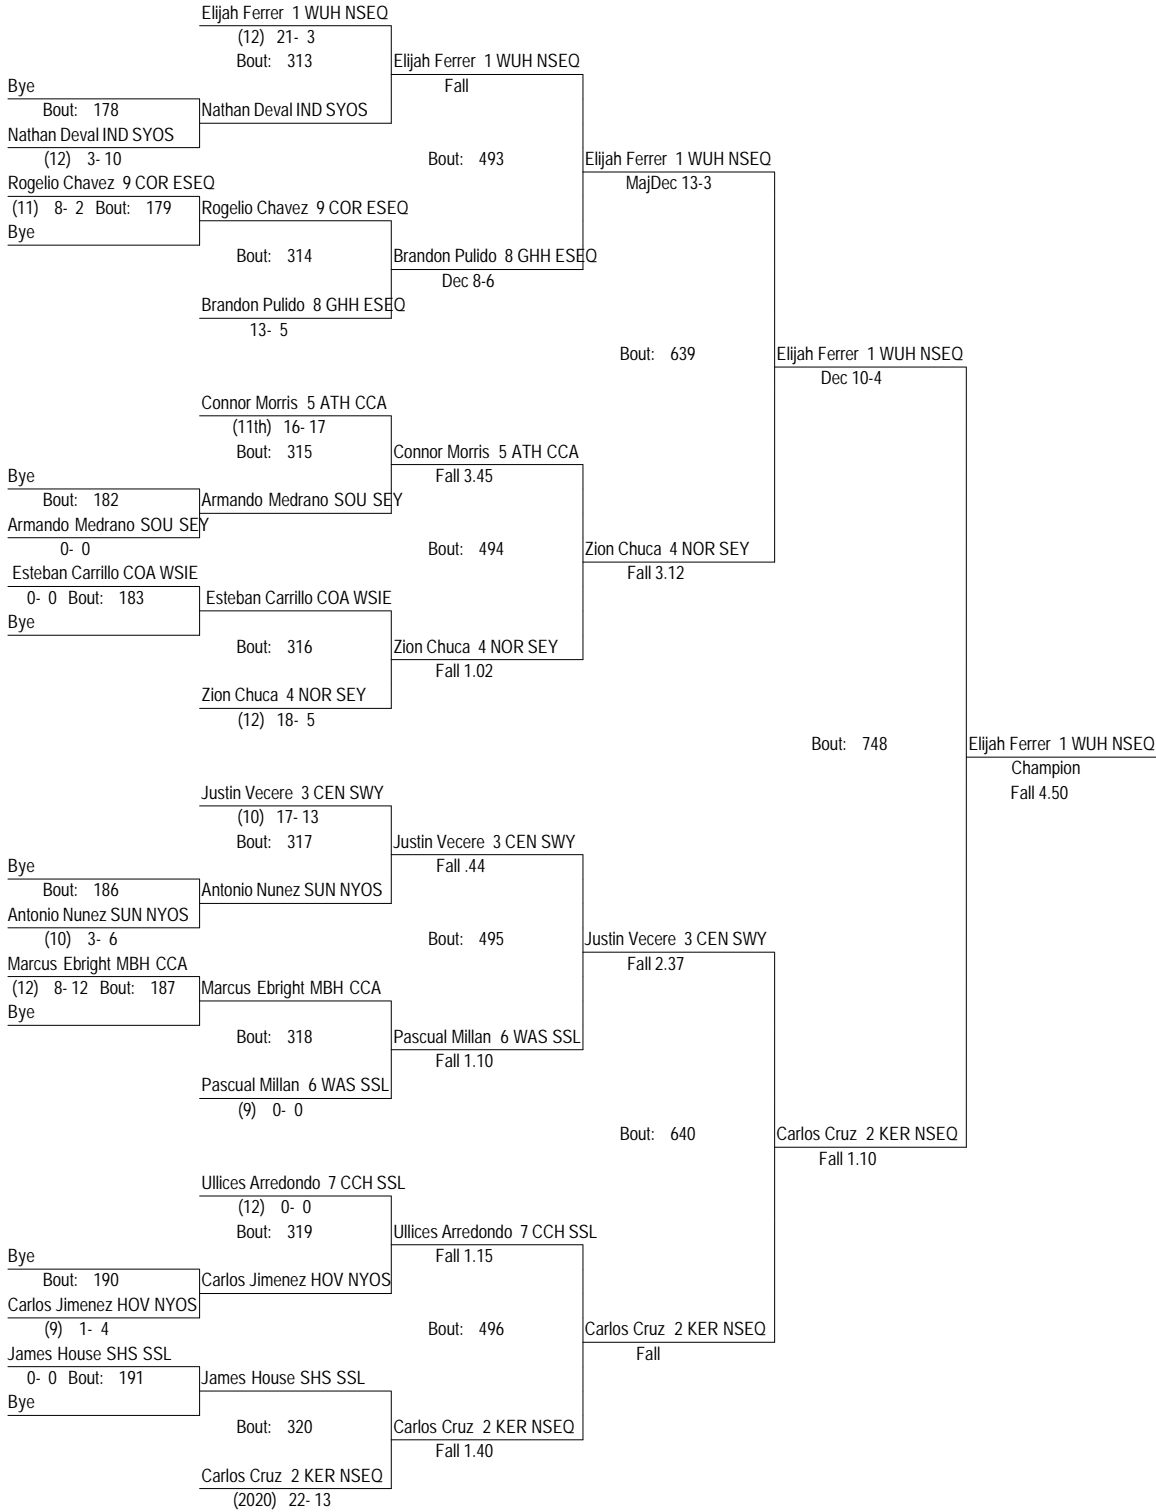 Elijah Ferrer 1 WUH NSEQ
(12) 21- 3
Bout: 313
Elijah Ferrer 1 WUH NSEQ
Fall
Bye
Bout: 178
Nathan Deval IND SYOS
Nathan Deval IND SYOS
(12) 3- 10
Bout: 493
Elijah Ferrer 1 WUH NSEQ
MajDec 13-3
Rogelio Chavez 9 COR ESEQ
(11) 8- 2 Bout: 179
Rogelio Chavez 9 COR ESEQ
Bye
Bout: 314
Brandon Pulido 8 GHH ESEQ
Dec 8-6
Brandon Pulido 8 GHH ESEQ
13- 5
Bout: 639
Elijah Ferrer 1 WUH NSEQ
Dec 10-4
Connor Morris 5 ATH CCA
(11th) 16- 17
Bout: 315
Connor Morris 5 ATH CCA
Fall 3.45
Bye
Bout: 182
Armando Medrano SOU SEY
Armando Medrano SOU SEY
0- 0
Bout: 494
Zion Chuca 4 NOR SEY
Fall 3.12
Esteban Carrillo COA WSIE
0- 0 Bout: 183
Esteban Carrillo COA WSIE
Bye
Bout: 316
Zion Chuca 4 NOR SEY
Fall 1.02
Zion Chuca 4 NOR SEY
(12) 18- 5
Bout: 748
Elijah Ferrer 1 WUH NSEQ
Champion
Fall 4.50
Justin Vecere 3 CEN SWY
(10) 17- 13
Bout: 317
Justin Vecere 3 CEN SWY
Fall .44
Bye
Bout: 186
Antonio Nunez SUN NYOS
Antonio Nunez SUN NYOS
(10) 3- 6
Bout: 495
Justin Vecere 3 CEN SWY
Fall 2.37
Marcus Ebright MBH CCA
(12) 8- 12 Bout: 187
Marcus Ebright MBH CCA
Bye
Bout: 318
Pascual Millan 6 WAS SSL
Fall 1.10
Pascual Millan 6 WAS SSL
(9) 0- 0
Bout: 640
Carlos Cruz 2 KER NSEQ
Fall 1.10
Ullices Arredondo 7 CCH SSL
(12) 0- 0
Bout: 319
Ullices Arredondo 7 CCH SSL
Fall 1.15
Bye
Bout: 190
Carlos Jimenez HOV NYOS
Carlos Jimenez HOV NYOS
(9) 1- 4
Bout: 496
Carlos Cruz 2 KER NSEQ
Fall
James House SHS SSL
0- 0 Bout: 191
James House SHS SSL
Bye
Bout: 320
Carlos Cruz 2 KER NSEQ
Fall 1.40
Carlos Cruz 2 KER NSEQ
(2020) 22- 13